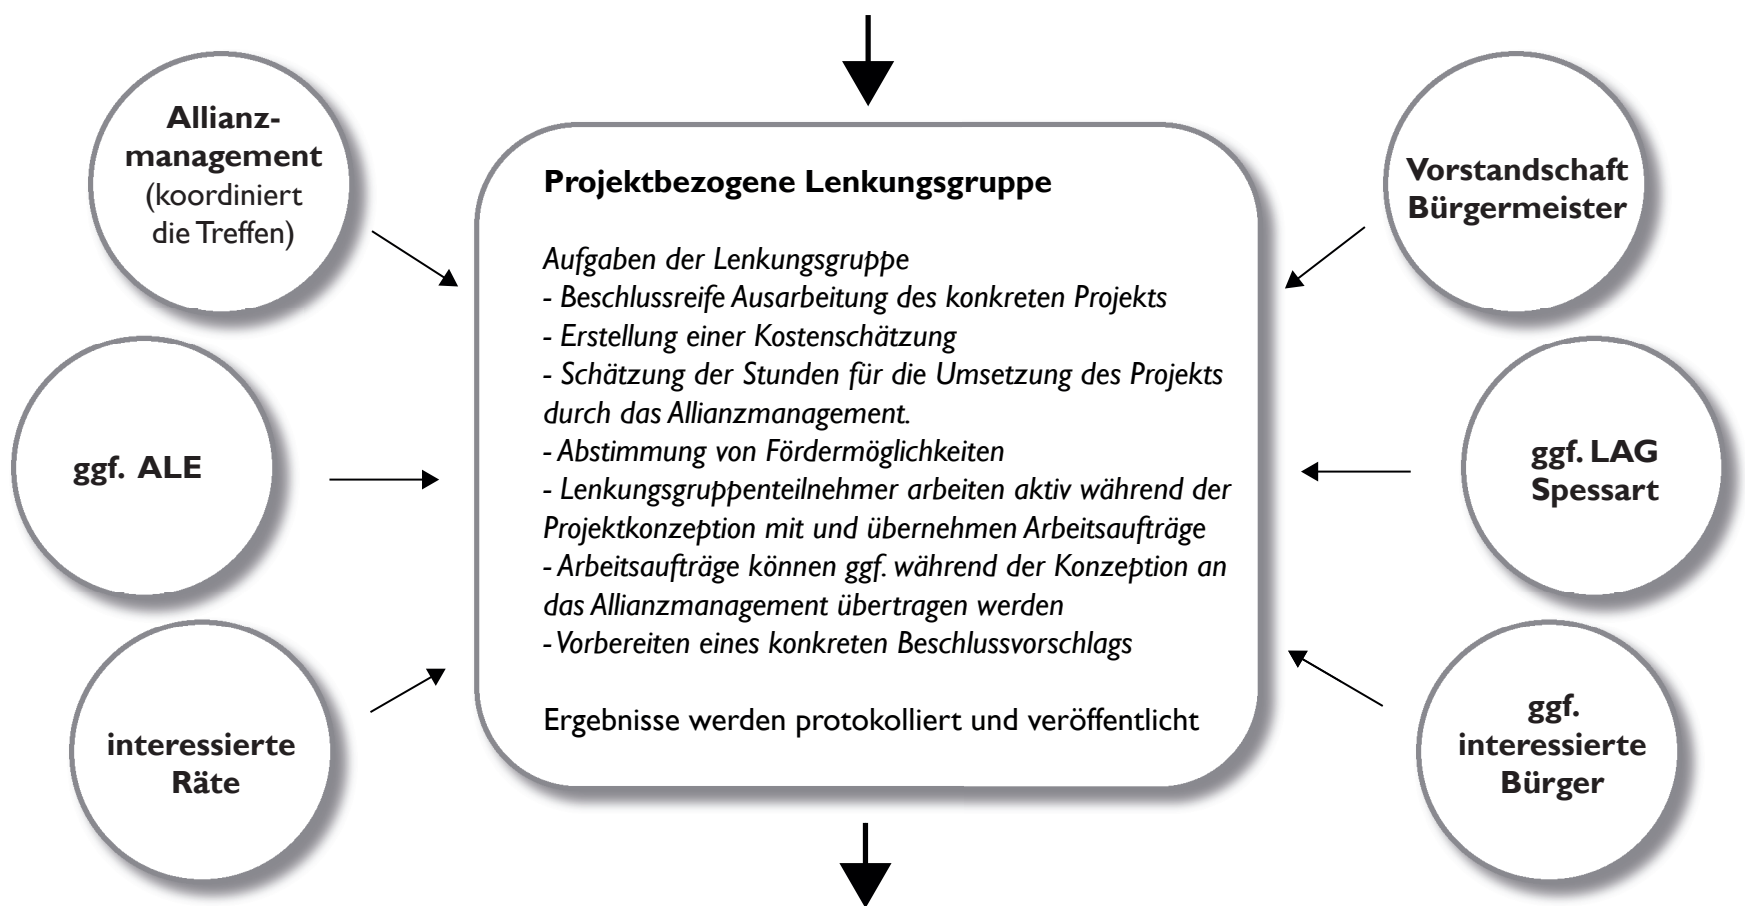 Allianz-
management
(koordiniert
die Treffen)
ggf. ALE
interessierte
Räte
Projektbezogene Lenkungsgruppe
Aufgaben der Lenkungsgruppe
- Beschlussreife Ausarbeitung des konkreten Projekts
- Erstellung einer Kostenschätzung
- Schätzung der Stunden für die Umsetzung des Projekts
durch das Allianzmanagement.
- Abstimmung von Fördermöglichkeiten
- Lenkungsgruppenteilnehmer arbeiten aktiv während der
Projektkonzeption mit und übernehmen Arbeitsaufträge
- Arbeitsaufträge können ggf. während der Konzeption an
das Allianzmanagement übertragen werden
- Vorbereiten eines konkreten Beschlussvorschlags
Ergebnisse werden protokolliert und veröffentlicht
Vorstandschaft
Bürgermeister
ggf. LAG
Spessart
ggf.
interessierte
Bürger